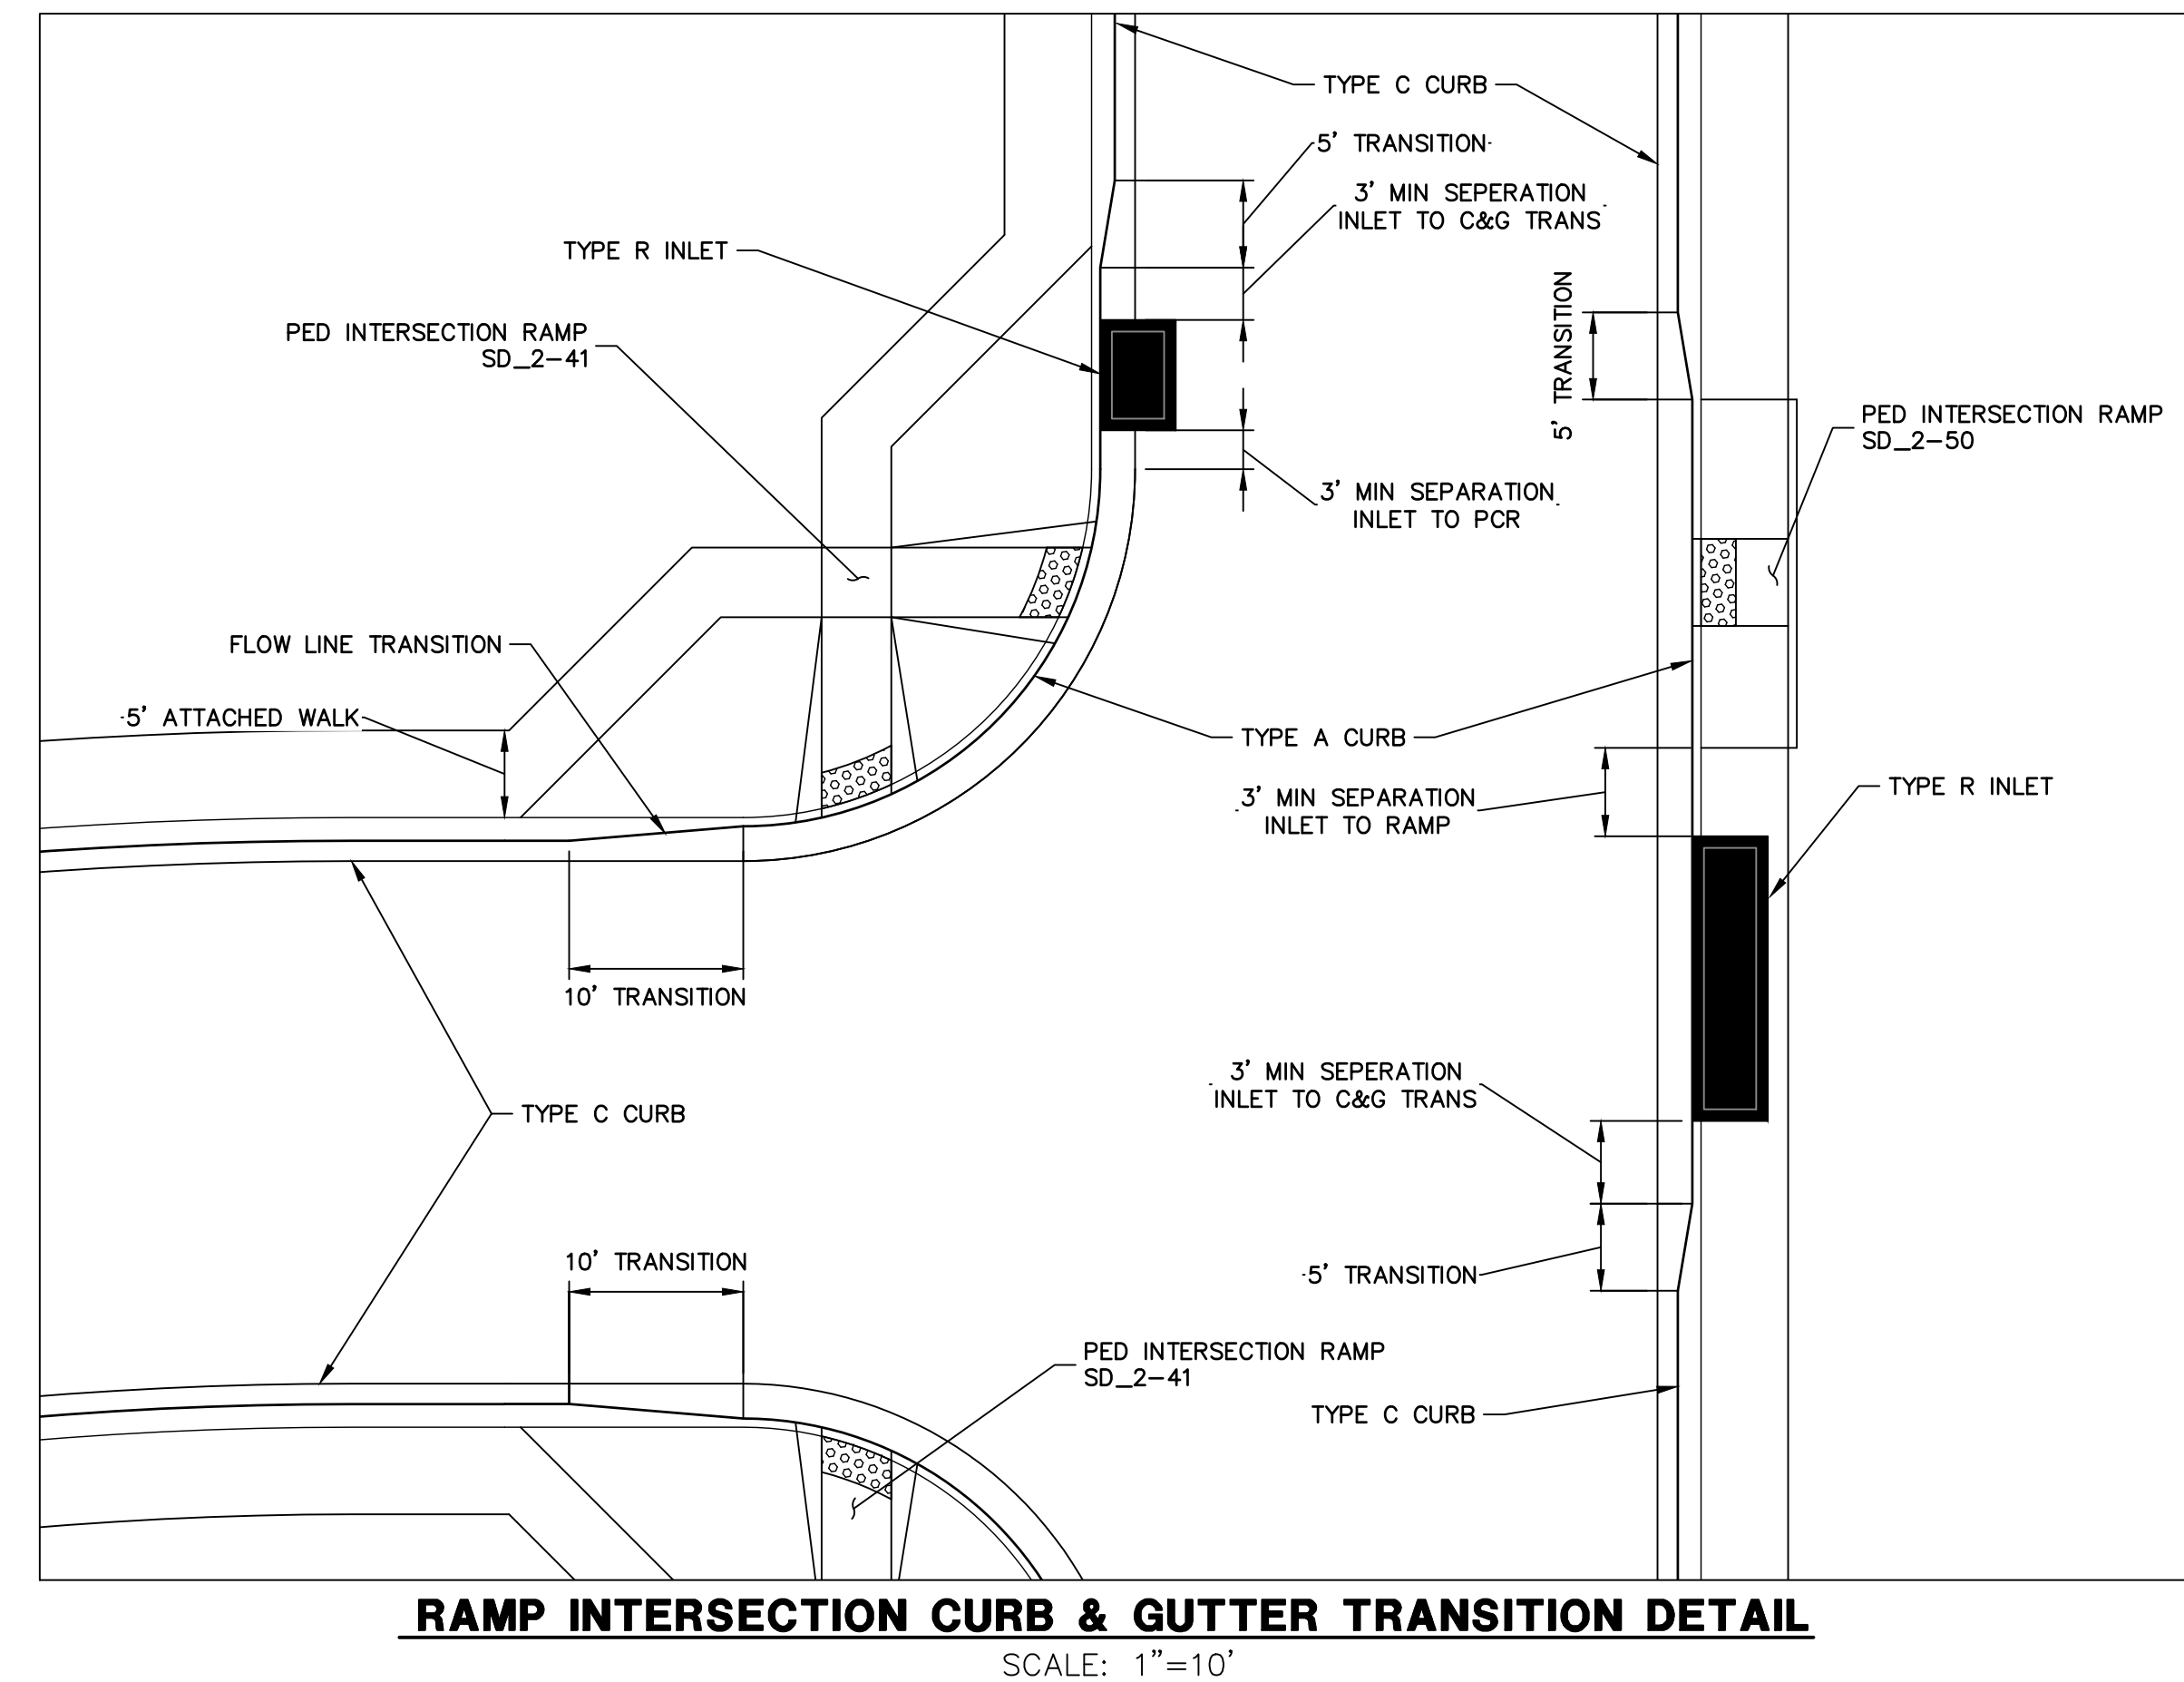 TYPE C CURB
5' TRANSITION
3' MIN SEPERATION
INLET TO C&G TRANS
TYPE R INLET
5' TRANSITION
PED INTERSECTION RAMP
SD_2-41
PED INTERSECTION RAMP
SD_2-50
3' MIN SEPARATION
INLET TO PCR
FLOW LINE TRANSITION
5' ATTACHED WALK
TYPE A CURB
TYPE R INLET
3' MIN SEPARATION
INLET TO RAMP
10' TRANSITION
3' MIN SEPERATION
INLET TO C&G TRANS
TYPE C CURB
10' TRANSITION
5' TRANSITION
PED INTERSECTION RAMP
SD_2-41
TYPE C CURB
RAMP INTERSECTION CURB & GUTTER TRANSITION DETAIL
SCALE: 1"=10'